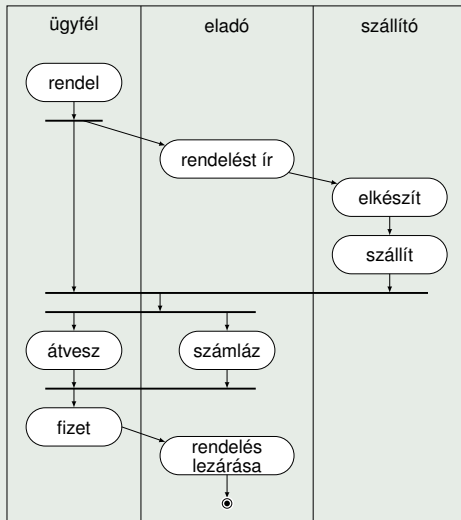 ügyfél
eladó
szállító
rendel
rendelést ír
elkészít
szállít
átvesz
számláz
fizet
rendelés
lezárása